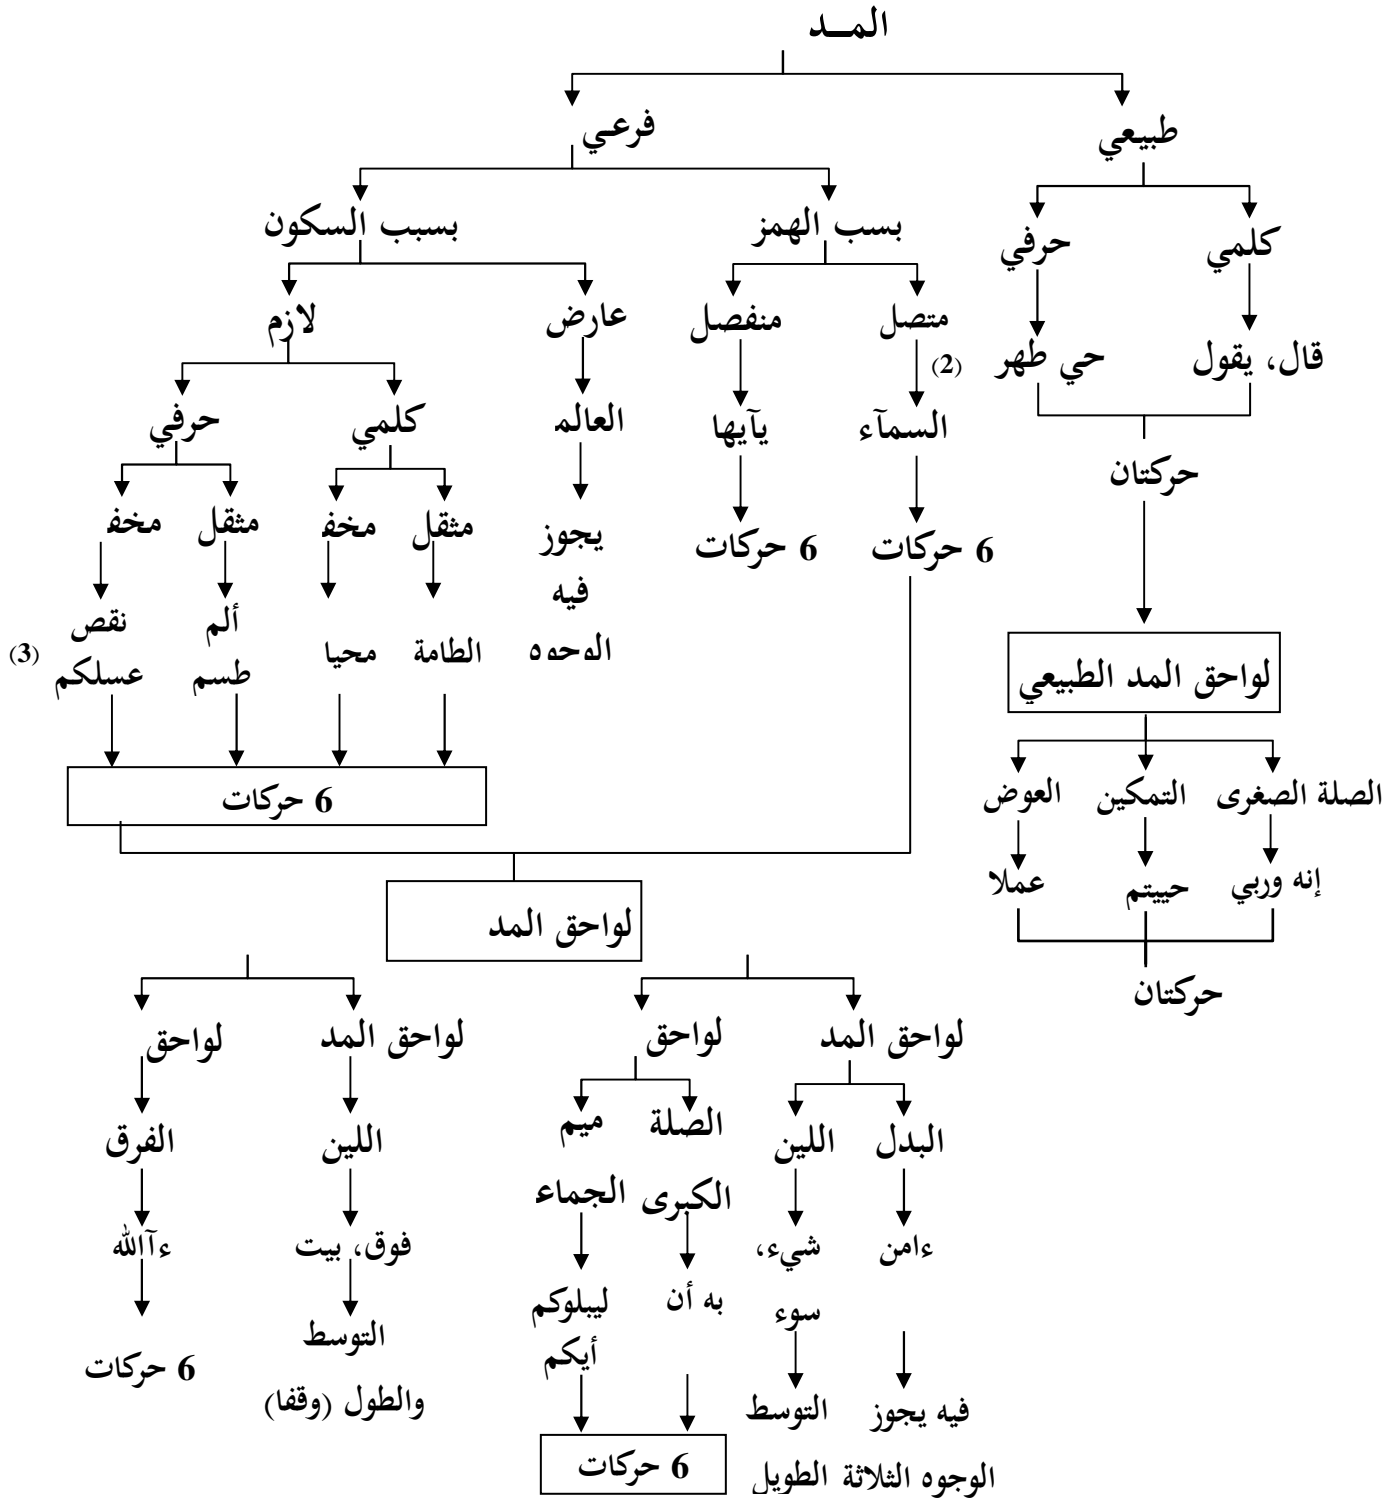 المــد
طبيعي
فرعي
كلمي
حرفي
بسب الهمز
بسبب السكون
متصل
منفصل
عارض
لازم
قال، يقول
حي طهر
(2)
كلمي
حرفي
السمآء
يآيها
العالم
حركتان
مثقل
مخف
مثقل
مخف
6 حركات
6 حركات
يجوز
فيه
الوجوه
الطامة
محيا
ألم
طسم
نقص
عسلكم
(3)
لواحق المد الطبيعي
6 حركات
الصلة الصغرى
التمكين
العوض
إنه وربي
حييتم
عملا
حركتان
لواحق المد
لواحق المد
لواحق
لواحق المد
لواحق
البدل
اللين
الصلة
الكبرى
ميم
الجماء
اللين
الفرق
ءامن
شيء،
سوء
به أن
ليبلوكم
أيكم
فوق، بيت
ءآالله
التوسط
والطول (وقفا)
6 حركات
فيه يجوز
التوسط
الوجوه الثلاثة الطويل
6 حركات